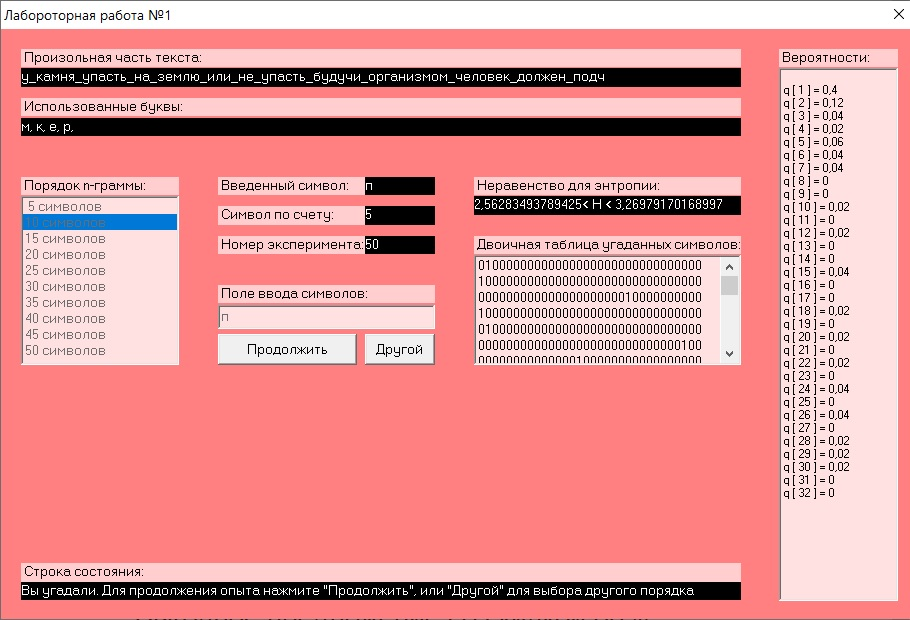 Лабороторная работа №1
Произольная часть текста:
у_камня_упасть_на_землю_или_не_упасть_будучи_организмом_человек_должен_подч
Использованные буквы:
м, к, е, р,
Порядок n-граммы:
5 символов
10 символов
15 символов
20 символов
25 символов
30 символов
35 символов
40 символов
45 символов
50 символов
Введенный символ: п
Символ по счету: 5
Номер эксперимента: 50
Поле ввода символов:
п
Продолжить
Другой
Неравенство для энтропии:
2,56283493789425< H < 3,26979170168997
Двоичная таблица угаданных символов:
01000000000000000000000000000000
10000000000000000000000000000000
00000000000000000000010000000000
10000000000000000000000000000000
01000000000000000000000000000000
00000000000000000000000000000100
Вероятности:
q [ 1 ] = 0,4
q [ 2 ] = 0,12
q [ 3 ] = 0,04
q [ 4 ] = 0,02
q [ 5 ] = 0,06
q [ 6 ] = 0,04
q [ 7 ] = 0,04
q [ 8 ] = 0
q [ 9 ] = 0
q [ 10 ] = 0,02
q [ 11 ] = 0
q [ 12 ] = 0,02
q [ 13 ] = 0
q [ 14 ] = 0
q [ 15 ] = 0,04
q [ 16 ] = 0
q [ 17 ] = 0
q [ 18 ] = 0,02
q [ 19 ] = 0
q [ 20 ] = 0,02
q [ 21 ] = 0
q [ 22 ] = 0,02
q [ 23 ] = 0
q [ 24 ] = 0,04
q [ 25 ] = 0
q [ 26 ] = 0,04
q [ 27 ] = 0
q [ 28 ] = 0,02
q [ 29 ] = 0,02
q [ 30 ] = 0,02
q [ 31 ] = 0
q [ 32 ] = 0
Строка состояния:
Вы угадали. Для продолжения опыта нажмите "Продолжить", или "Другой" для выбора другого порядка